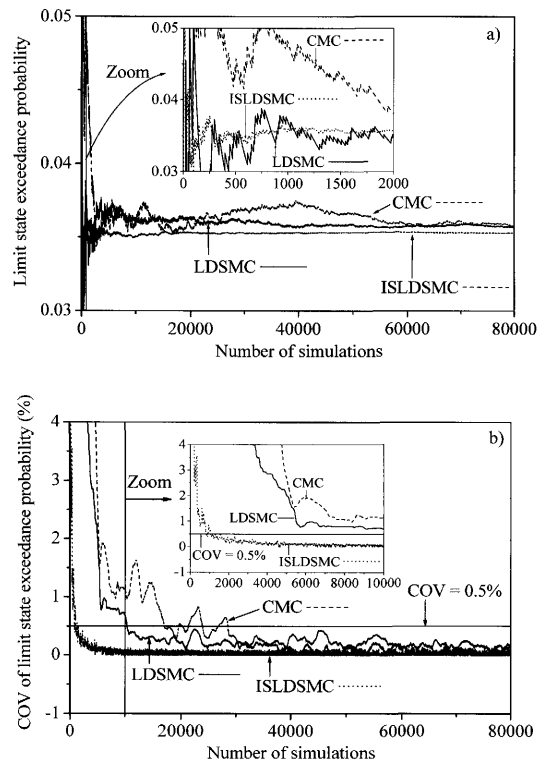 a)
Limit state exceedance probability
0.05
0.04
0.03
Zoom
0.05
0.04
0.03
CMC
ISLDSMC
LDSMC
0 500 1000 1500 2000
CMC
LDSMC
ISLDSMC
0 20000 40000 60000 80000
Number of simulations
b)
COV of limit state exceedance probability (%)
4
3
2
1
0
-1
Zoom
4
3
2
1
0
-1
CMC
LDSMC
COV = 0.5%
ISLDSMC
0 2000 4000 6000 8000 10000
COV = 0.5%
CMC
LDSMC
ISLDSMC
0 20000 40000 60000 80000
Number of simulations